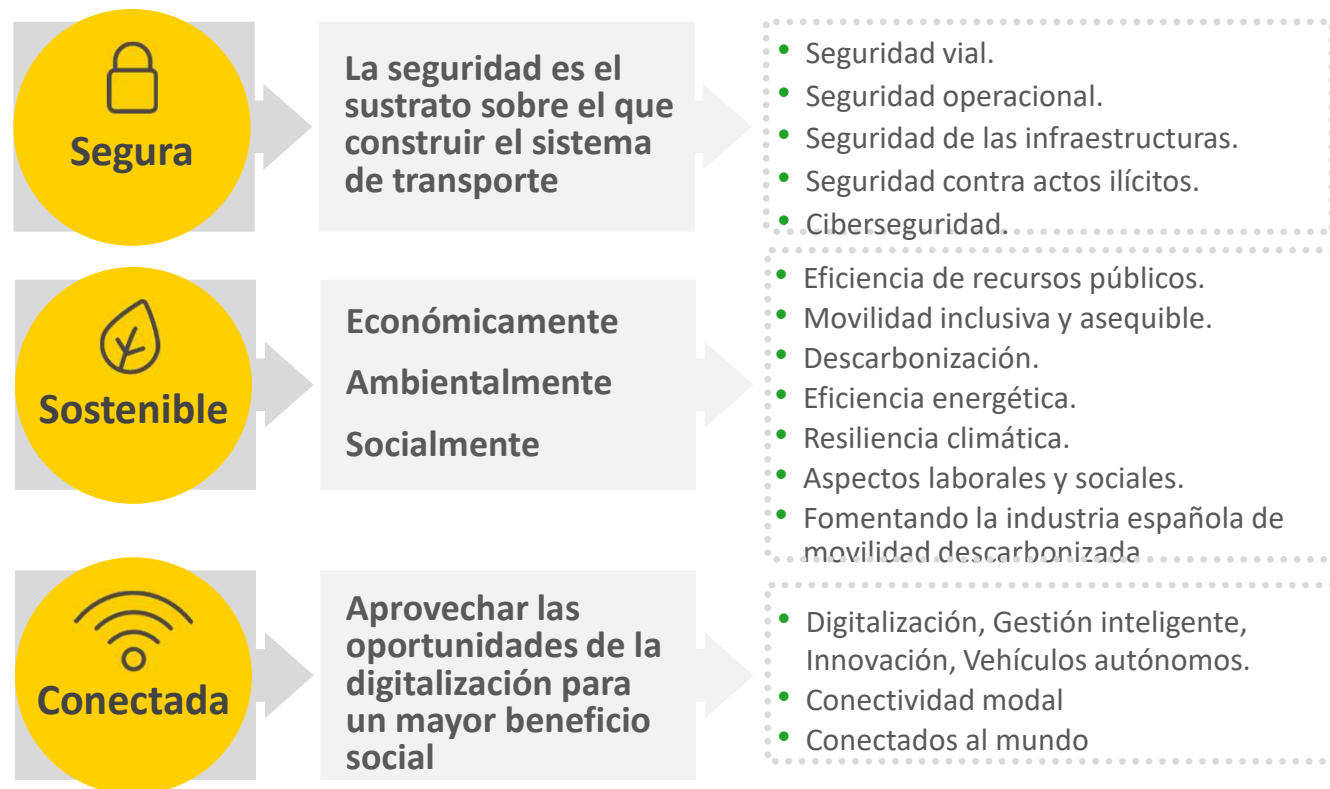 Segura
La seguridad es el
sustrato sobre el que
construir el sistema
de transporte
• Seguridad vial.
• Seguridad operacional.
• Seguridad de las infraestructuras.
• Seguridad contra actos ilícitos.
• Ciberseguridad.
Sostenible
Económicamente
Ambientalmente
Socialmente
• Eficiencia de recursos públicos.
• Movilidad inclusiva y asequible.
• Descarbonización.
• Eficiencia energética.
• Resiliencia climática.
• Aspectos laborales y sociales.
• Fomentando la industria española de
movilidad descarbonizada
Conectada
Aprovechar las
oportunidades de la
digitalización para
un mayor beneficio
social
• Digitalización, Gestión inteligente,
Innovación, Vehículos autónomos.
• Conectividad modal
• Conectados al mundo